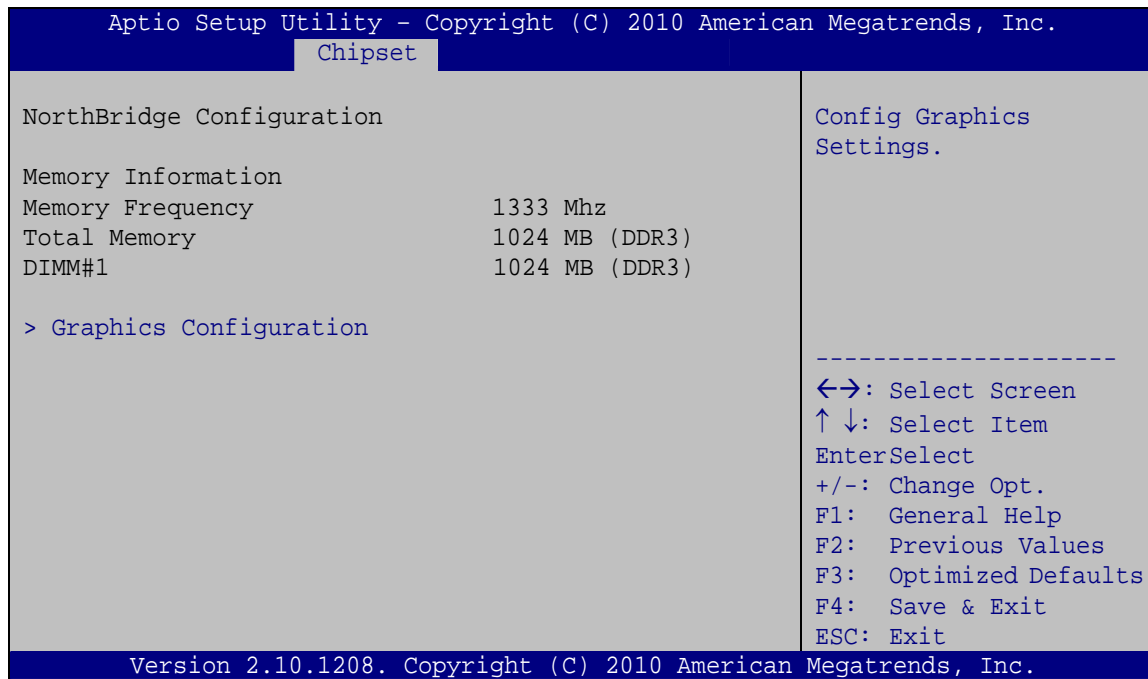 Aptio Setup Utility – Copyright (C) 2010 American Megatrends, Inc.
Chipset
NorthBridge Configuration
Memory Information
Memory Frequency 1333 Mhz
Total Memory 1024 MB (DDR3)
DIMM#1 1024 MB (DDR3)
> Graphics Configuration
Config Graphics
Settings.
---------------------
←→: Select Screen
↑ ↓: Select Item
EnterSelect
+/-: Change Opt.
F1: General Help
F2: Previous Values
F3: Optimized Defaults
F4: Save & Exit
ESC: Exit
Version 2.10.1208. Copyright (C) 2010 American Megatrends, Inc.